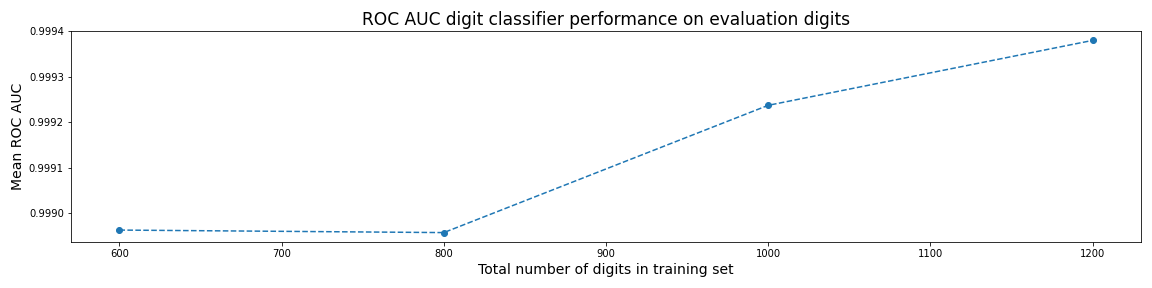 ROC AUC digit classifier performance on evaluation digits
Mean ROC AUC
0.9994
0.9993
0.9992
0.9991
0.9990
600 700 800 900 1000 1100 1200
Total number of digits in training set